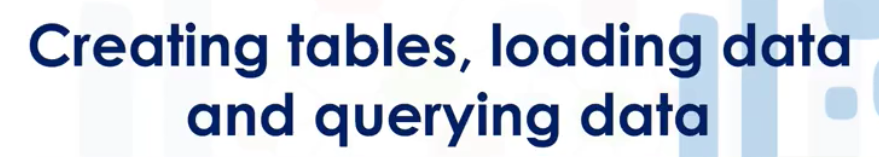 Creating tables, loading data
and querying data